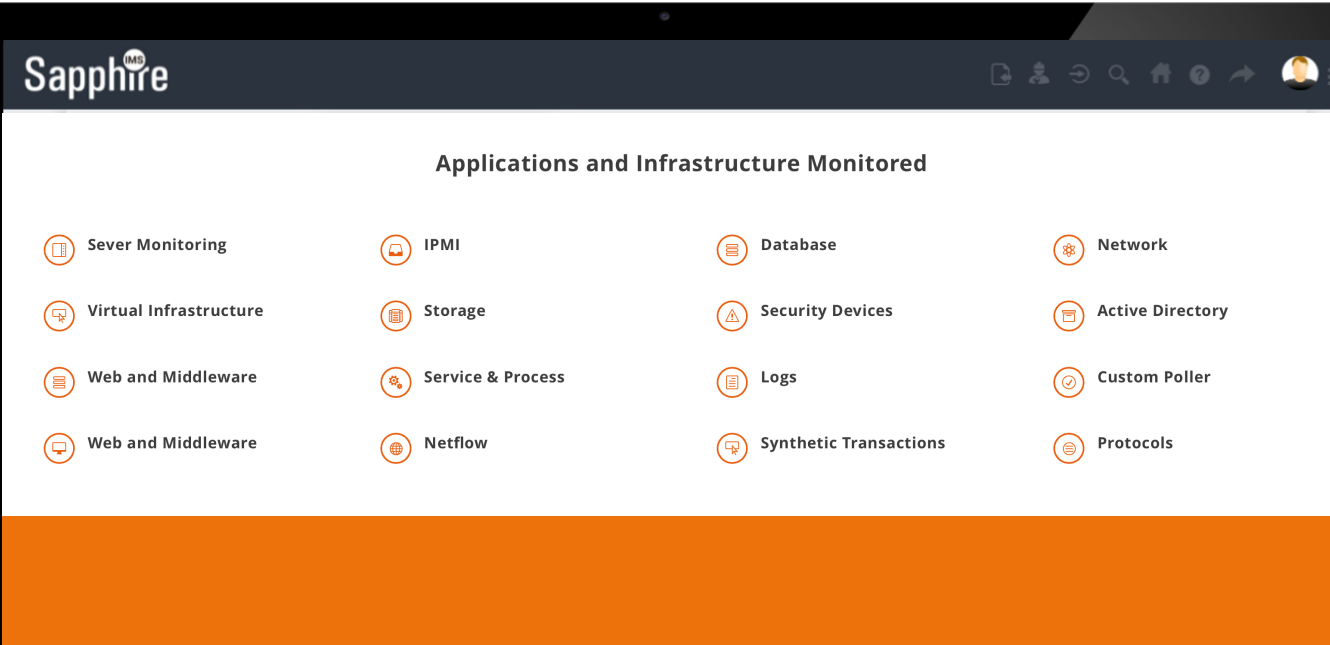 Sapphire IMS
Applications and Infrastructure Monitored
Sever Monitoring
IPMI
Database
Network
Virtual Infrastructure
Storage
Security Devices
Active Directory
Web and Middleware
Service & Process
Logs
Custom Poller
Web and Middleware
Netflow
Synthetic Transactions
Protocols